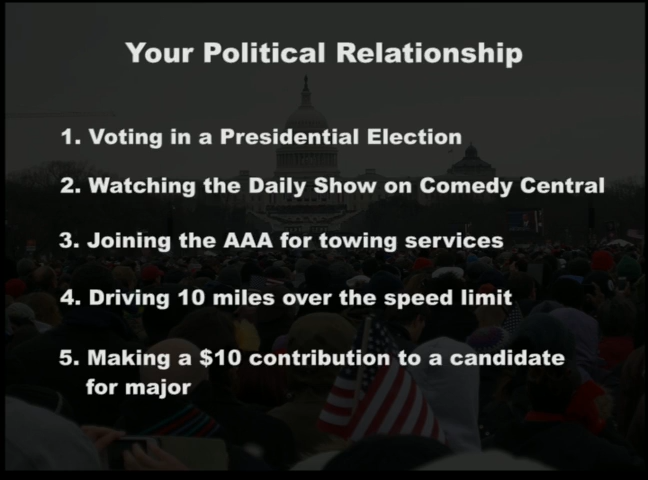 Your Political Relationship
1. Voting in a Presidential Election
2. Watching the Daily Show on Comedy Central
3. Joining the AAA for towing services
4. Driving 10 miles over the speed limit
5. Making a $10 contribution to a candidate
for major